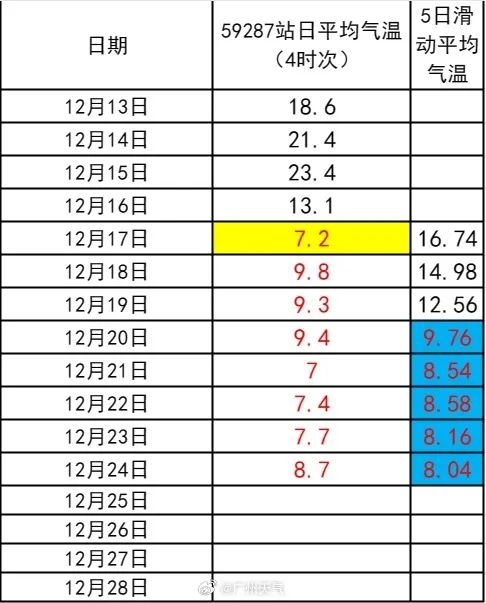 日期 59287站日平均气温 5日滑
（4时次） 动平均
气温
12月13日 18.6
12月14日 21.4
12月15日 23.4
12月16日 13.1
12月17日 7.2 16.74
12月18日 9.8 14.98
12月19日 9.3 12.56
12月20日 9.4 9.76
12月21日 7 8.54
12月22日 7.4 8.58
12月23日 7.7 8.16
12月24日 8.7 8.04
12月25日
12月26日
12月27日
12月28日
@广州天气